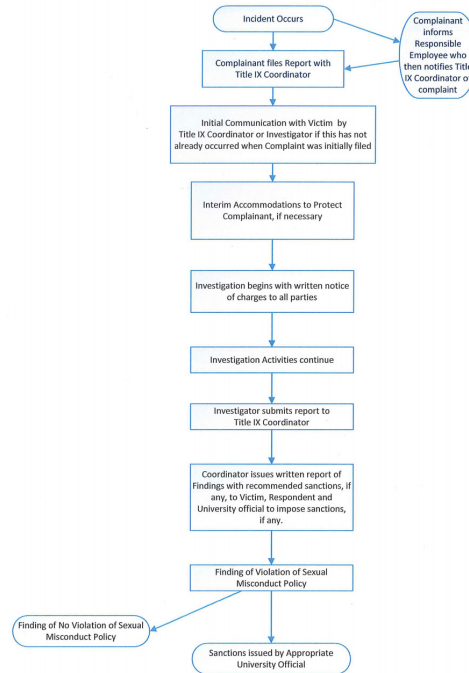 Incident Occurs
Complainant
informs
Responsible
Employee who
then notifies Title
IX Coordinator of
complaint
Complainant files Report with
Title IX Coordinator
Initial Communication with Victim by
Title IX Coordinator or Investigator if this has not
already occurred when Complaint was initially filed
Interim Accommodations to Protect
Complainant, if necessary
Investigation begins with written notice
of charges to all parties
Investigation Activities continue
Investigator submits report to
Title IX Coordinator
Coordinator issues written report of
Findings with recommended sanctions, if
any, to Victim, Respondent and
University official to impose sanctions,
if any.
Finding of Violation of Sexual
Misconduct Policy
Finding of No Violation of Sexual
Misconduct Policy
Sanctions issued by Appropriate
University Official